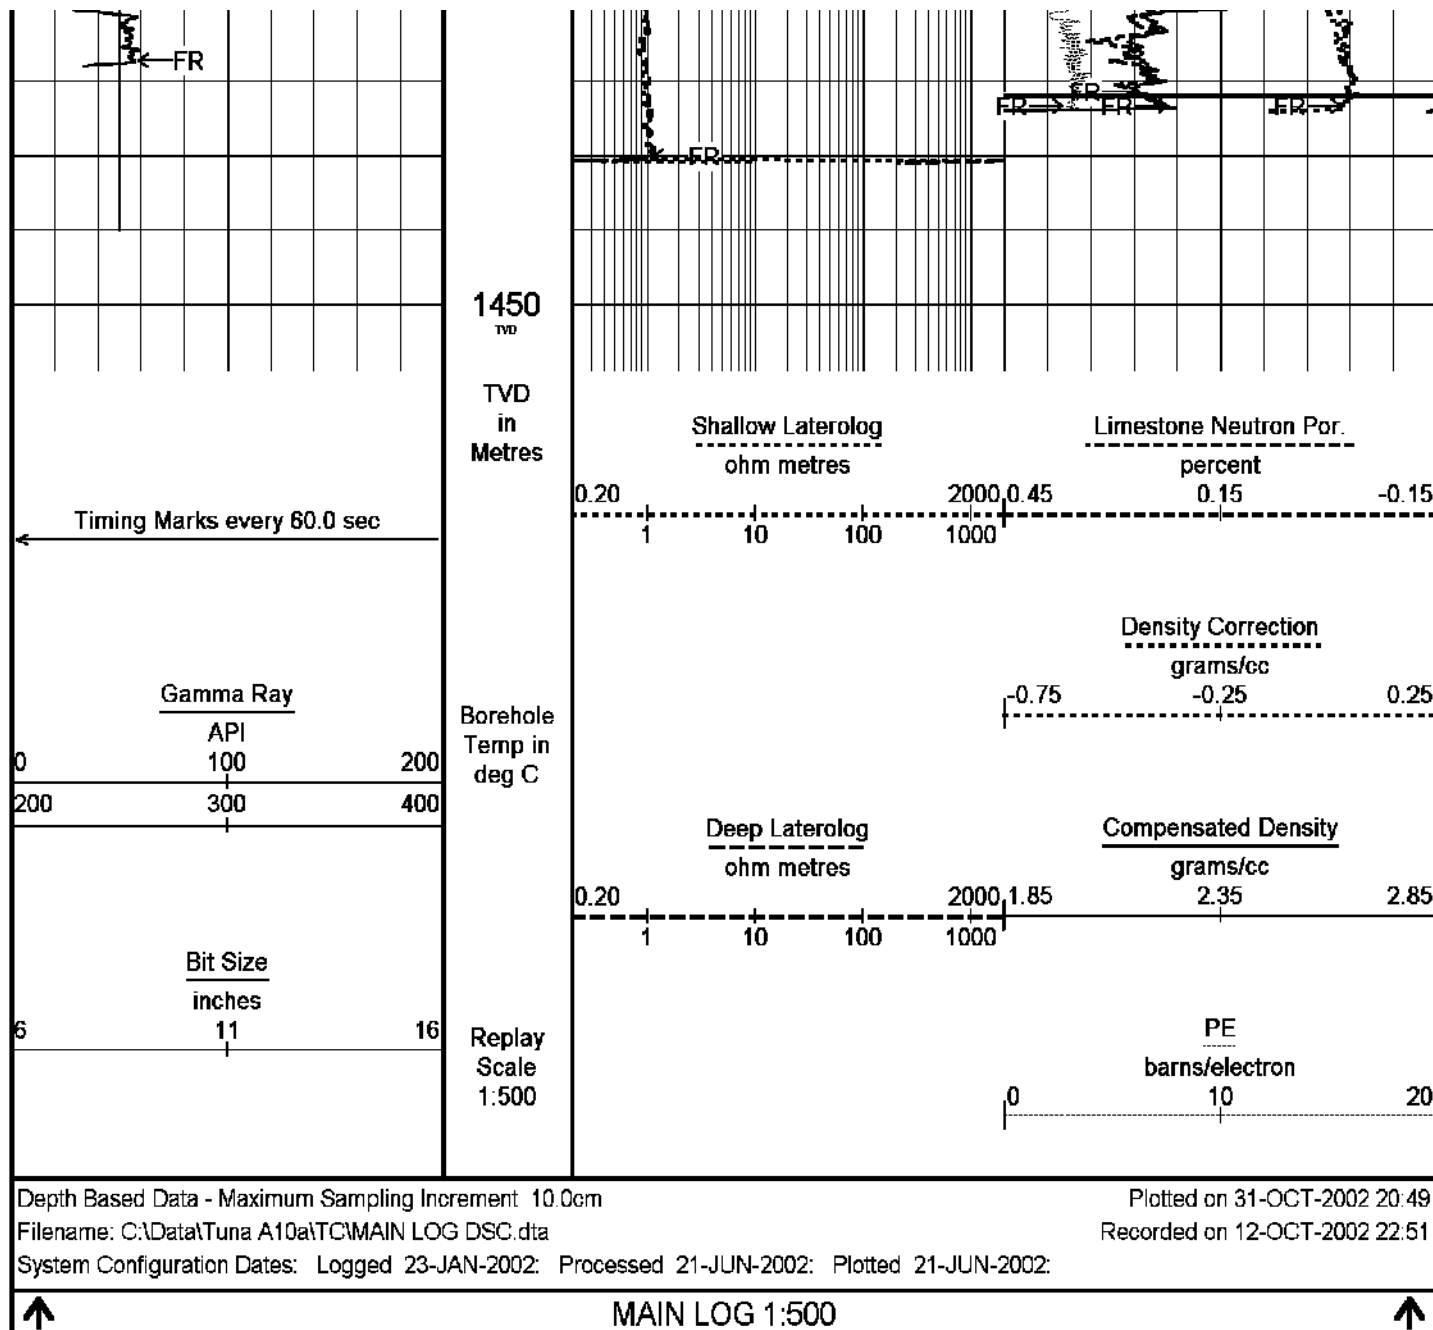 FR
FR
FR
FR
FR
FR
1450
TVD
TVD
in
Metres
Shallow Laterolog
ohm metres
0.20 2000
1 10 100 1000
Limestone Neutron Por.
percent
0.45 0.15 -0.15
Timing Marks every 60.0 sec
Density Correction
grams/cc
-0.75 -0.25 0.25
Gamma Ray
API
0 100 200
200 300 400
Borehole
Temp in
deg C
Deep Laterolog
ohm metres
0.20 2000
1 10 100 1000
Compensated Density
grams/cc
1.85 2.35 2.85
Bit Size
inches
6 11 16
Replay
Scale
1:500
PE
barns/electron
0 10 20
Depth Based Data - Maximum Sampling Increment 10.0cm
Plotted on 31-OCT-2002 20:49
Filename: C:\Data\Tuna A10a\TC\MAIN LOG DSC.dta
Recorded on 12-OCT-2002 22:51
System Configuration Dates: Logged 23-JAN-2002: Processed 21-JUN-2002: Plotted 21-JUN-2002:
MAIN LOG 1:500